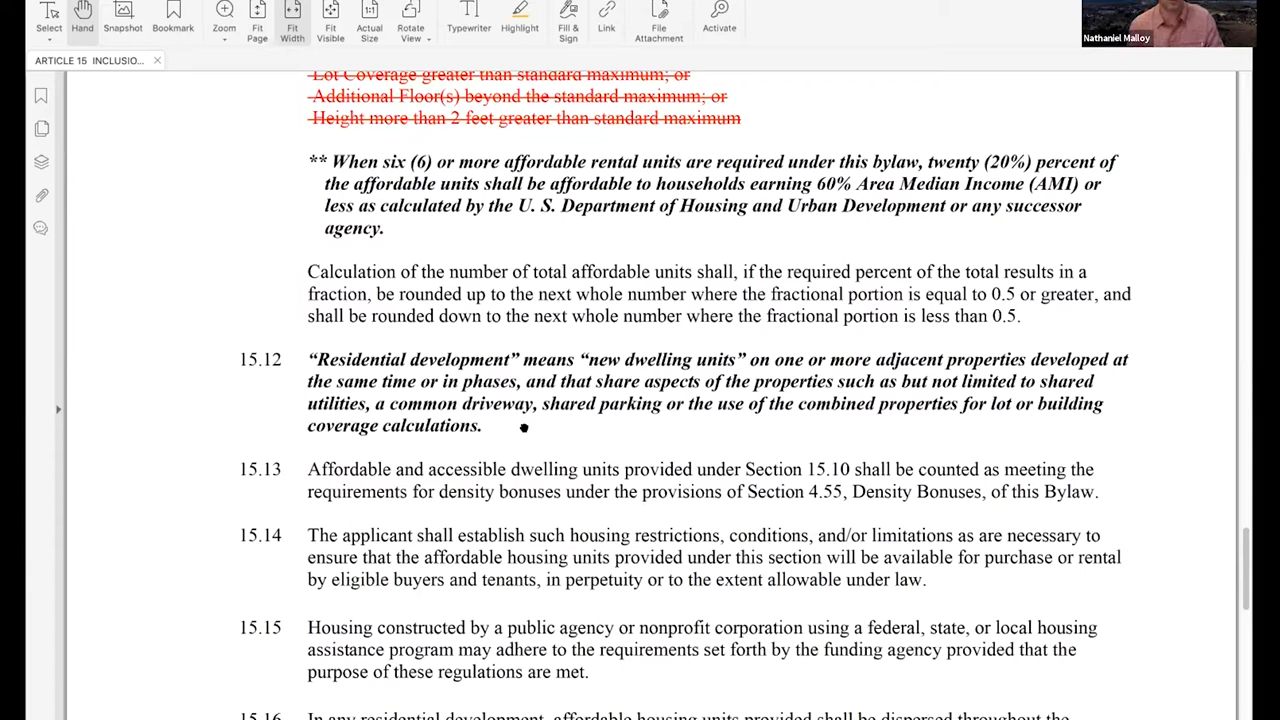 Select
Hand
Snapshot
Bookmark
Zoom
Fit Page
Fit Width
Fit Visible
Actual Size
Rotate View
Typewriter
Highlight
Fill & Sign
Link
File Attachment
Activate
Nathaniel Malloy
ARTICLE 15 INCLUSIO...
Lot Coverage greater than standard maximum; or
Additional Floor(s) beyond the standard maximum; or
Height more than 2 feet greater than standard maximum
** When six (6) or more affordable rental units are required under this bylaw, twenty (20%) percent of
the affordable units shall be affordable to households earning 60% Area Median Income (AMI) or
less as calculated by the U. S. Department of Housing and Urban Development or any successor
agency.
Calculation of the number of total affordable units shall, if the required percent of the total results in a
fraction, be rounded up to the next whole number where the fractional portion is equal to 0.5 or greater, and
shall be rounded down to the next whole number where the fractional portion is less than 0.5.
15.12 “Residential development” means “new dwelling units” on one or more adjacent properties developed at
the same time or in phases, and that share aspects of the properties such as but not limited to shared
utilities, a common driveway, shared parking or the use of the combined properties for lot or building
coverage calculations.
15.13 Affordable and accessible dwelling units provided under Section 15.10 shall be counted as meeting the
requirements for density bonuses under the provisions of Section 4.55, Density Bonuses, of this Bylaw.
15.14 The applicant shall establish such housing restrictions, conditions, and/or limitations as are necessary to
ensure that the affordable housing units provided under this section will be available for purchase or rental
by eligible buyers and tenants, in perpetuity or to the extent allowable under law.
15.15 Housing constructed by a public agency or nonprofit corporation using a federal, state, or local housing
assistance program may adhere to the requirements set forth by the funding agency provided that the
purpose of these regulations are met.
15.16 In any residential development, affordable housing units provided shall be dispersed throughout the